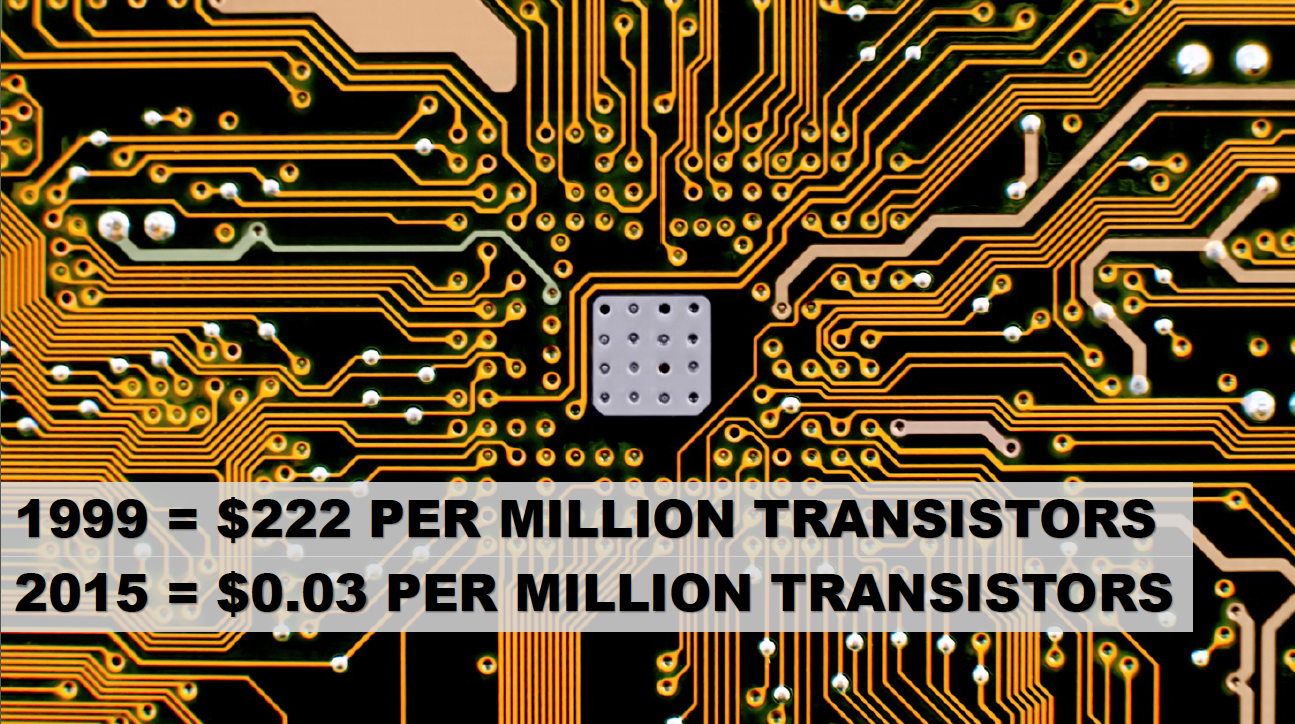 1999 = $222 PER MILLION TRANSISTORS
2015 = $0.03 PER MILLION TRANSISTORS